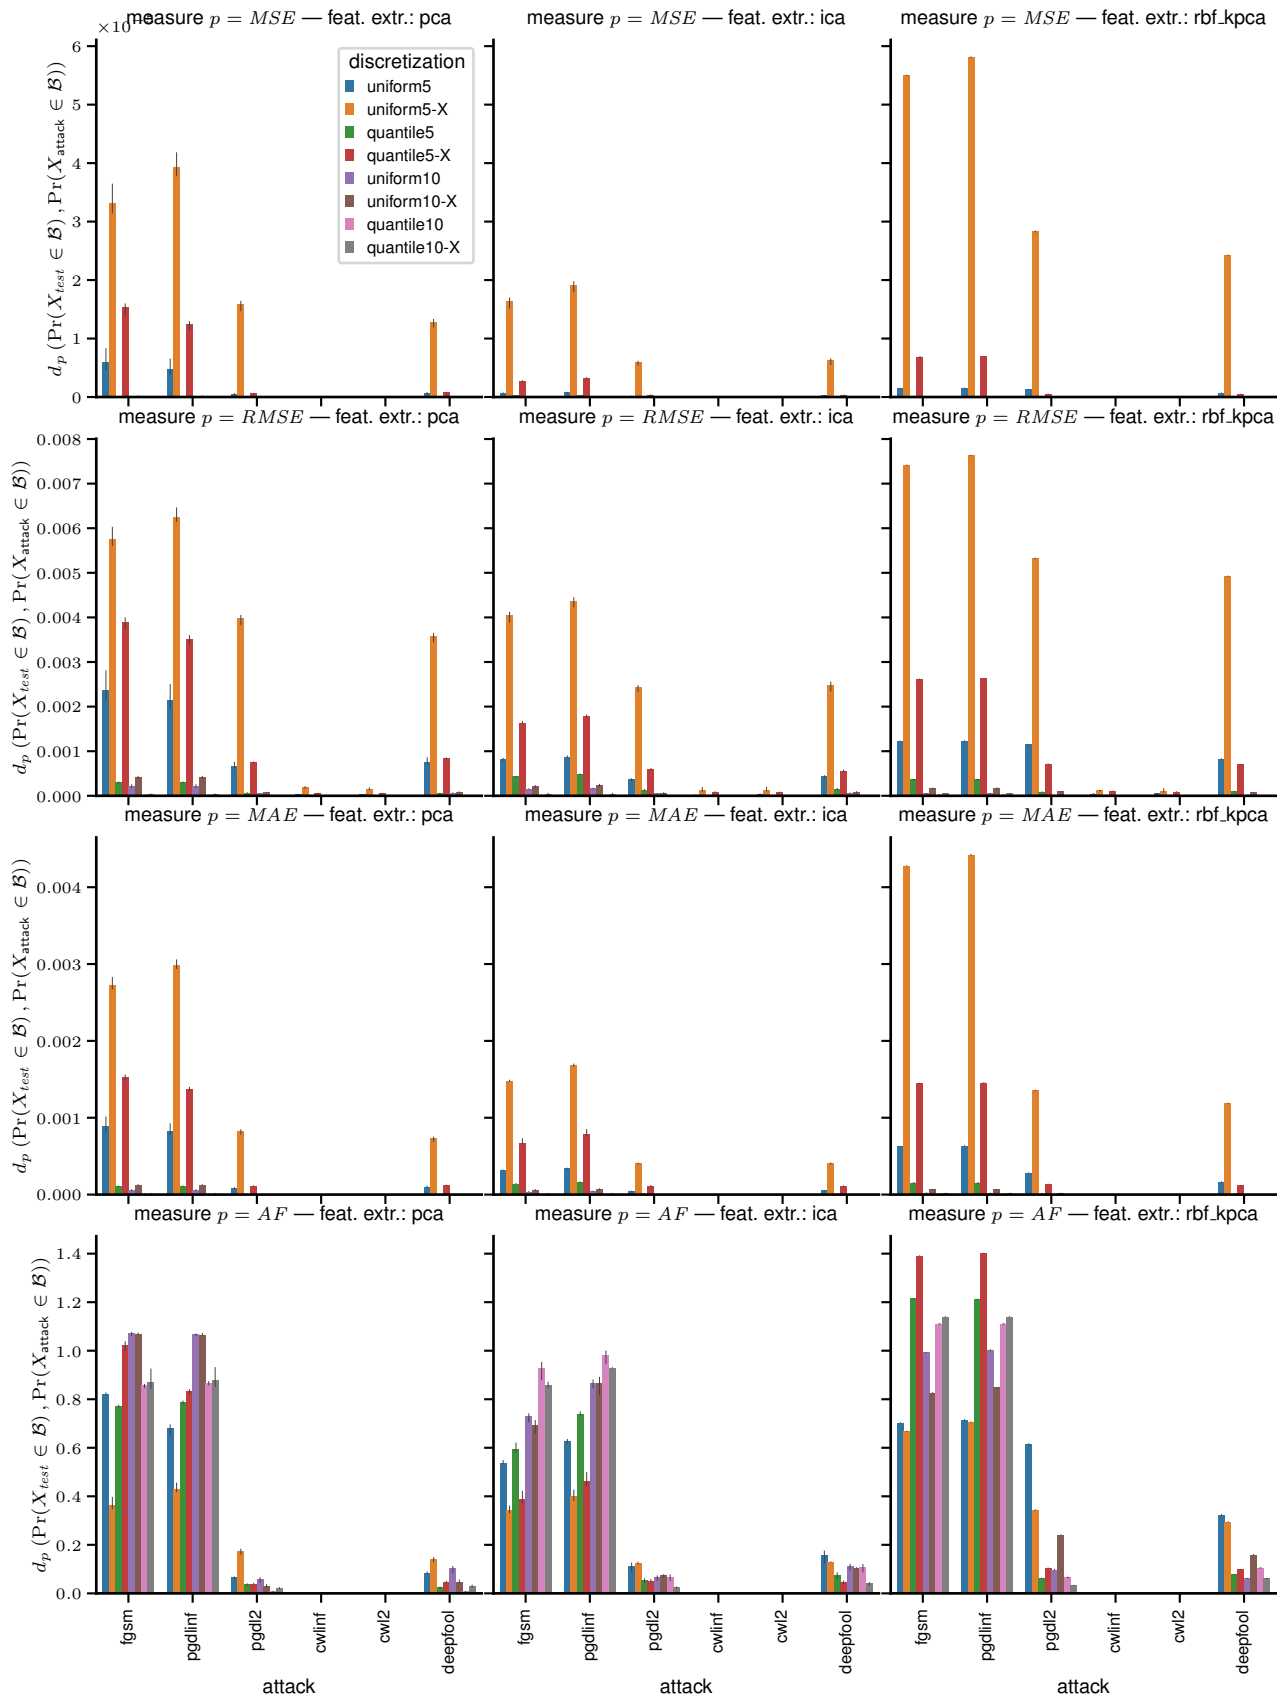 ×10
measure p = MSE — feat. extr.: pca
measure p = MSE — feat. extr.: ica
measure p = MSE — feat. extr.: rbf_kpca
6
5
4
3
2
1
0
d_p (Pr(X_test ∈ B), Pr(X_attack ∈ B))
discretization
uniform5
uniform5-X
quantile5
quantile5-X
uniform10
uniform10-X
quantile10
quantile10-X
measure p = RMSE — feat. extr.: pca
measure p = RMSE — feat. extr.: ica
measure p = RMSE — feat. extr.: rbf_kpca
0.008
0.007
0.006
0.005
0.004
0.003
0.002
0.001
0.000
d_p (Pr(X_test ∈ B), Pr(X_attack ∈ B))
measure p = MAE — feat. extr.: pca
measure p = MAE — feat. extr.: ica
measure p = MAE — feat. extr.: rbf_kpca
0.004
0.003
0.002
0.001
0.000
d_p (Pr(X_test ∈ B), Pr(X_attack ∈ B))
measure p = AF — feat. extr.: pca
measure p = AF — feat. extr.: ica
measure p = AF — feat. extr.: rbf_kpca
1.4
1.2
1.0
0.8
0.6
0.4
0.2
0.0
d_p (Pr(X_test ∈ B), Pr(X_attack ∈ B))
fgsm
pgdlinf
pgdl2
cwlinf
cwl2
deepfool
attack
fgsm
pgdlinf
pgdl2
cwlinf
cwl2
deepfool
attack
fgsm
pgdlinf
pgdl2
cwlinf
cwl2
deepfool
attack